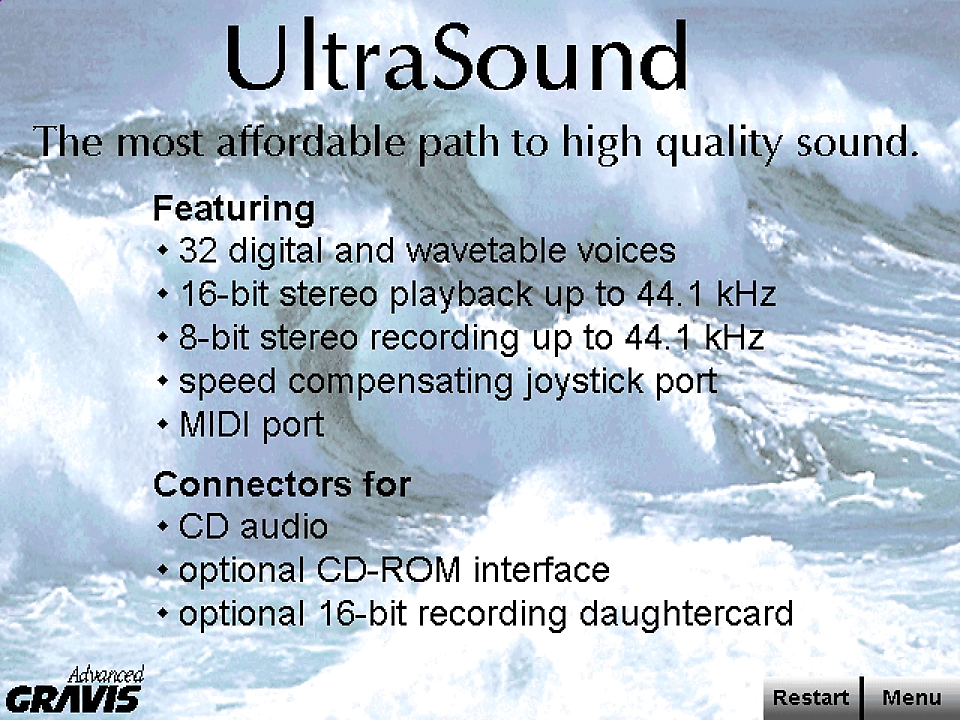 UltraSound
The most affordable path to high quality sound.
Featuring
• 32 digital and wavetable voices
• 16-bit stereo playback up to 44.1 kHz
• 8-bit stereo recording up to 44.1 kHz
• speed compensating joystick port
• MIDI port
Connectors for
• CD audio
• optional CD-ROM interface
• optional 16-bit recording daughtercard
Advanced
GRAVIS
Restart Menu